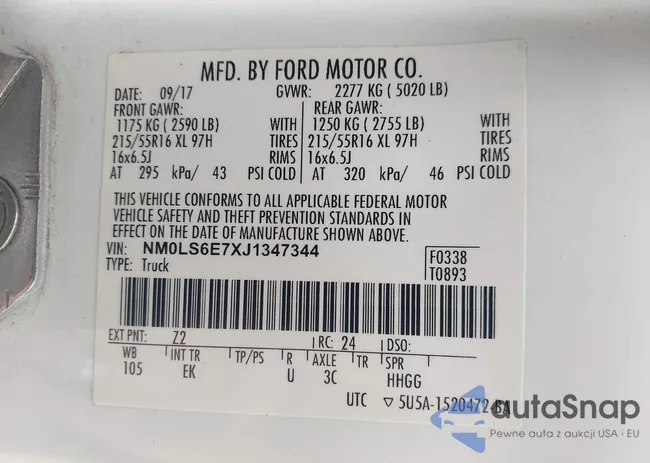 MFD. BY FORD MOTOR CO.
DATE: 09/17 GVWR: 2277 KG ( 5020 LB)
FRONT GAWR: REAR GAWR:
1175 KG ( 2590 LB) WITH 1250 KG ( 2755 LB) WITH
215/55R16 XL 97H TIRES 215/55R16 XL 97H TIRES
16x6.5J RIMS 16x6.5J RIMS
AT 295 kPa/ 43 PSI COLD AT 320 kPa/ 46 PSI COLD
THIS VEHICLE CONFORMS TO ALL APPLICABLE FEDERAL MOTOR
VEHICLE SAFETY AND THEFT PREVENTION STANDARDS IN
EFFECT ON THE DATE OF MANUFACTURE SHOWN ABOVE.
VIN: NM0LS6E7XJ1347344 F0338
TYPE: Truck T0893
EXT PNT: Z2 RC: 24 DSO:
WB INT TR TP/PS R AXLE TR SPR
105 EK U 3C HHGG
UTC ▽ 5U5A-1520472-BA
autoSnap
Pewne auta z aukcji USA i EU